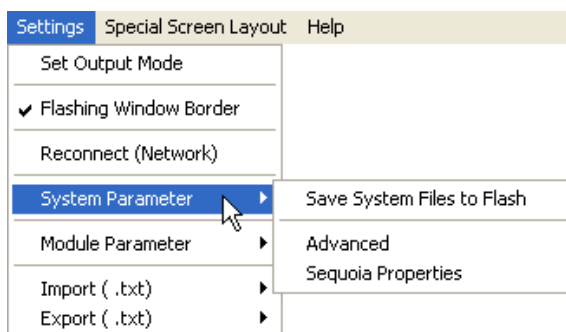 Settings Special Screen Layout Help
Set Output Mode
Flashing Window Border
Reconnect (Network)
System Parameter
Save System Files to Flash
Module Parameter
Advanced
Sequoia Properties
Import ( .txt)
Export ( .txt)